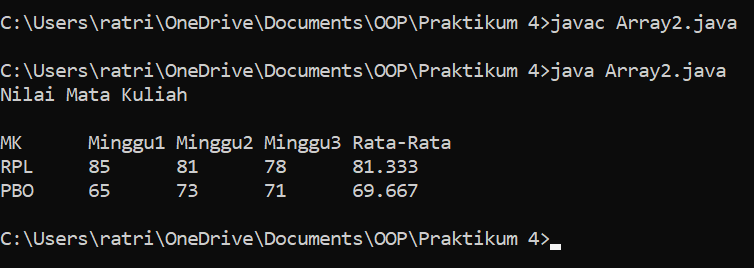 C:\Users\ratri\OneDrive\Documents\OOP\Praktikum 4>javac Array2.java
C:\Users\ratri\OneDrive\Documents\OOP\Praktikum 4>java Array2.java
Nilai Mata Kuliah
MK Minggu1 Minggu2 Minggu3 Rata-Rata
RPL 85 81 78 81.333
PBO 65 73 71 69.667
C:\Users\ratri\OneDrive\Documents\OOP\Praktikum 4>